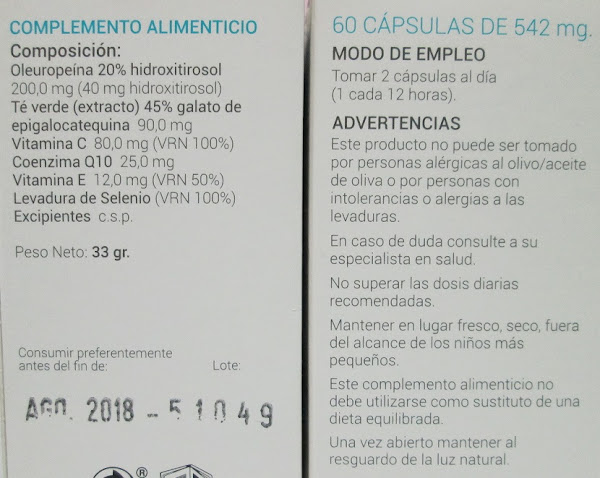 COMPLEMENTO ALIMENTICIO
Composición:
Oleuropeína 20% hidroxitirosol
200,0 mg (40 mg hidroxitirosol)
Té verde (extracto) 45% galato de
epigalocatequina 90,0 mg
Vitamina C 80,0 mg (VRN 100%)
Coenzima Q10 25,0 mg
Vitamina E 12,0 mg (VRN 50%)
Levadura de Selenio (VRN 100%)
Excipientes c.s.p.
Peso Neto: 33 gr.
Consumir preferentemente
antes del fin de: Lote:
AGO. 2018 - 51049
®
60 CÁPSULAS DE 542 mg.
MODO DE EMPLEO
Tomar 2 cápsulas al día
(1 cada 12 horas).
ADVERTENCIAS
Este producto no puede ser tomado
por personas alérgicas al olivo/aceite
de oliva o por personas con
intolerancias o alergias a las
levaduras.
En caso de duda consulte a su
especialista en salud.
No superar las dosis diarias
recomendadas.
Mantener en lugar fresco, seco, fuera
del alcance de los niños más
pequeños.
Este complemento alimenticio no
debe utilizarse como sustituto de una
dieta equilibrada.
Una vez abierto mantener al
resguardo de la luz natural.